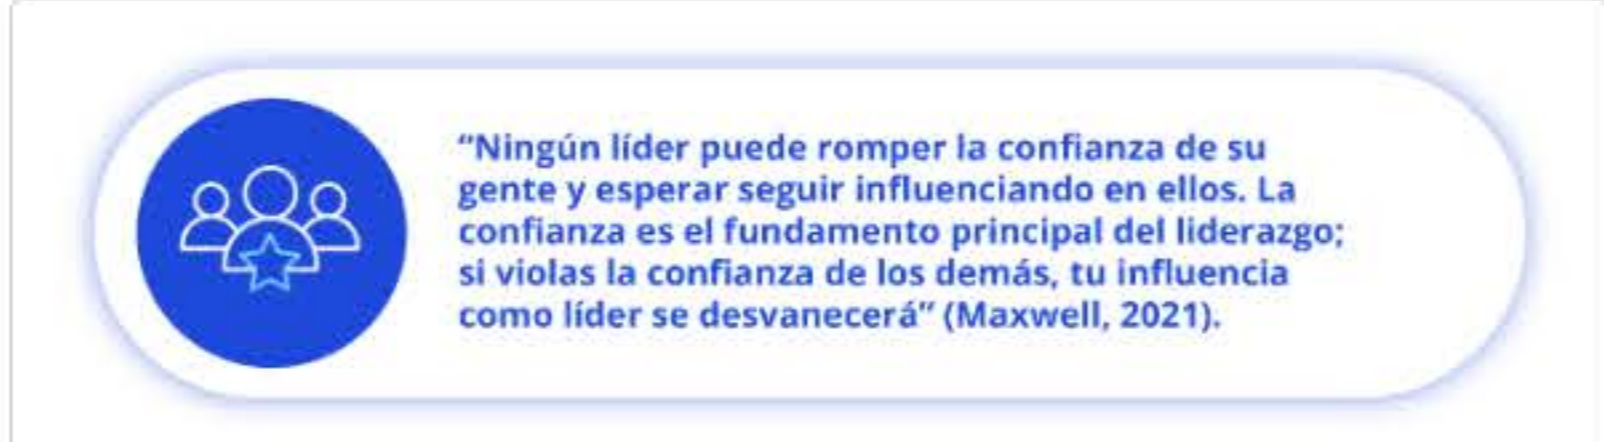 “Ningún líder puede romper la confianza de su
gente y esperar seguir influenciando en ellos. La
confianza es el fundamento principal del liderazgo;
si violas la confianza de los demás, tu influencia
como líder se desvanecerá” (Maxwell, 2021).